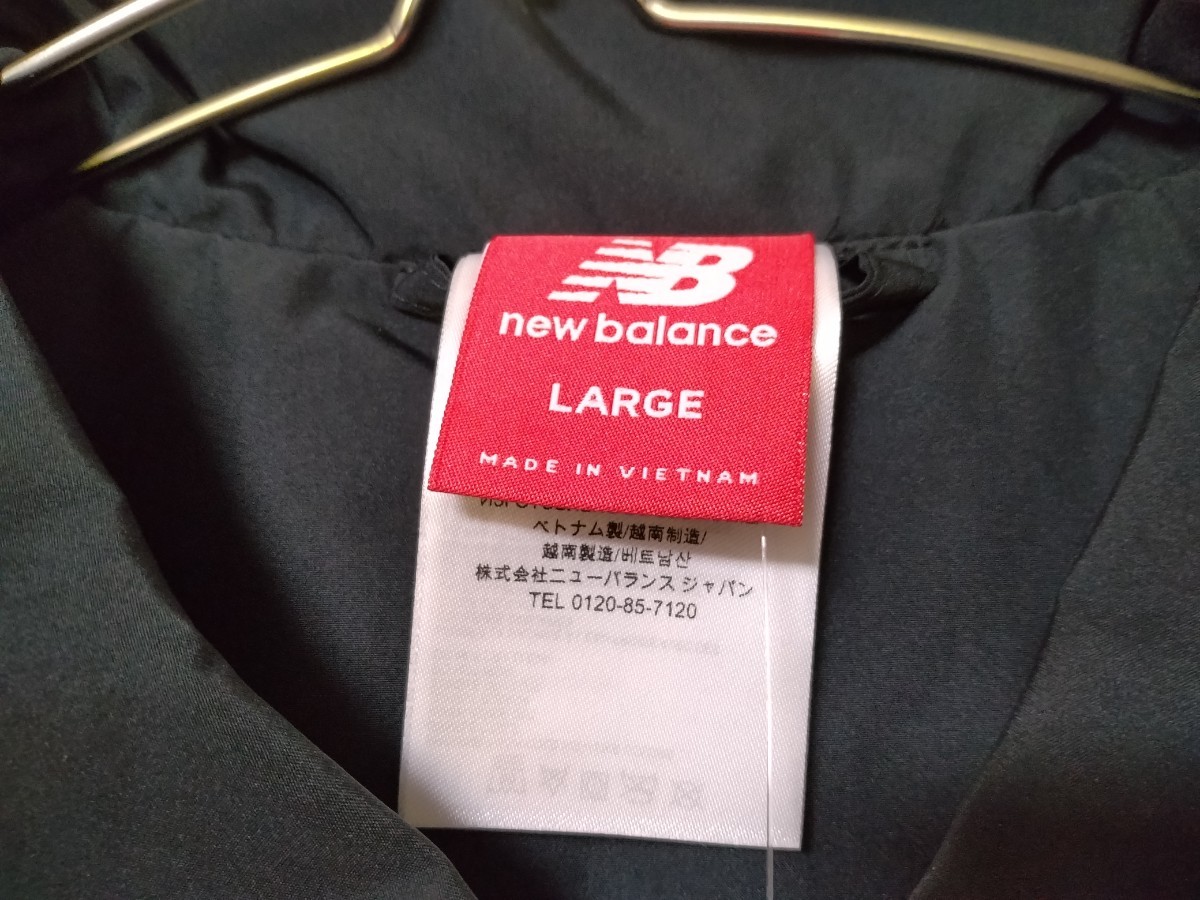 NB
new balance
LARGE
MADE IN VIETNAM
ベトナム製/越南制造/
越南製造/베트남산
株式会社ニューバランス ジャパン
TEL 0120-85-7120